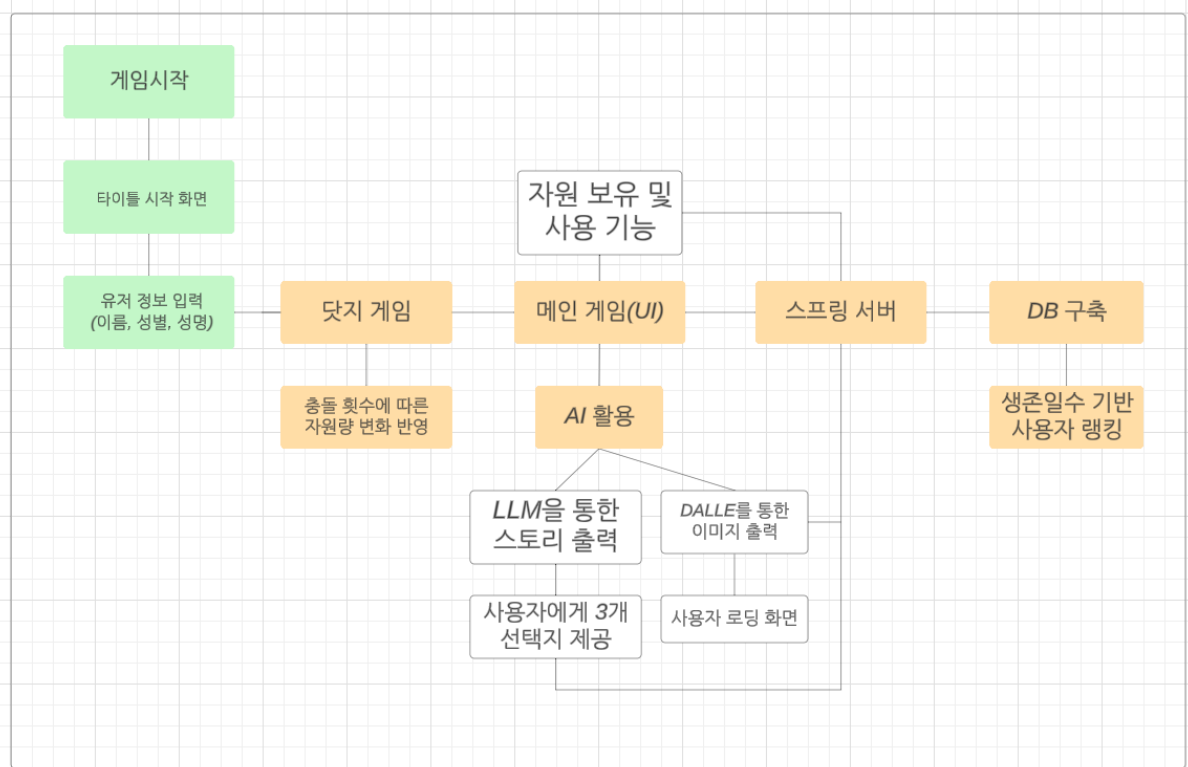 게임시작
타이틀 시작 화면
자원 보유 및
사용 기능
유저 정보 입력
(이름, 성별, 성명)
닷지 게임
메인 게임(UI)
스프링 서버
DB 구축
충돌 횟수에 따른
자원량 변화 반영
AI 활용
생존일수 기반
사용자 랭킹
LLM을 통한
스토리 출력
DALLE를 통한
이미지 출력
사용자에게 3개
선택지 제공
사용자 로딩 화면